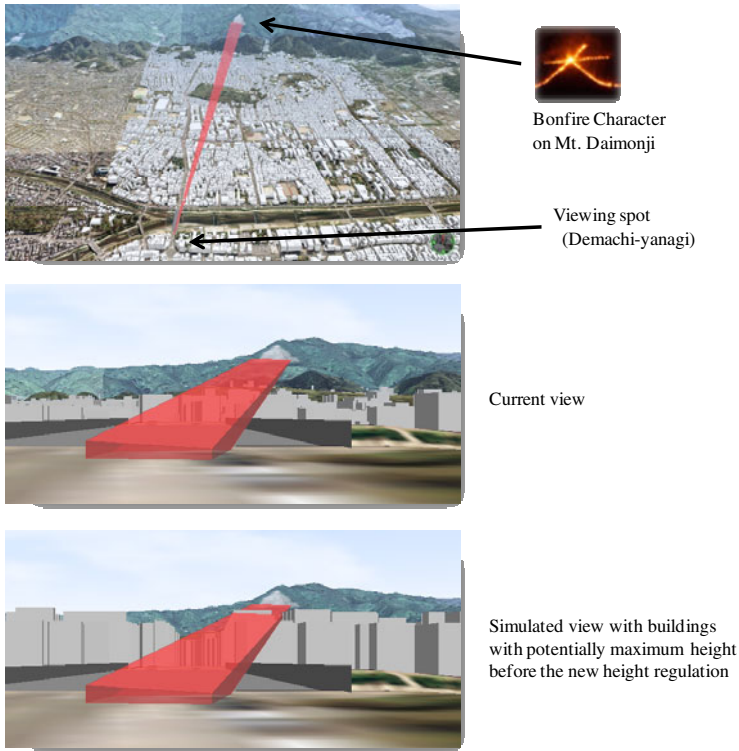 Bonfire Character
on Mt. Daimonji
Viewing spot
(Demachi-yanagi)
Current view
Simulated view with buildings
with potentially maximum height
before the new height regulation